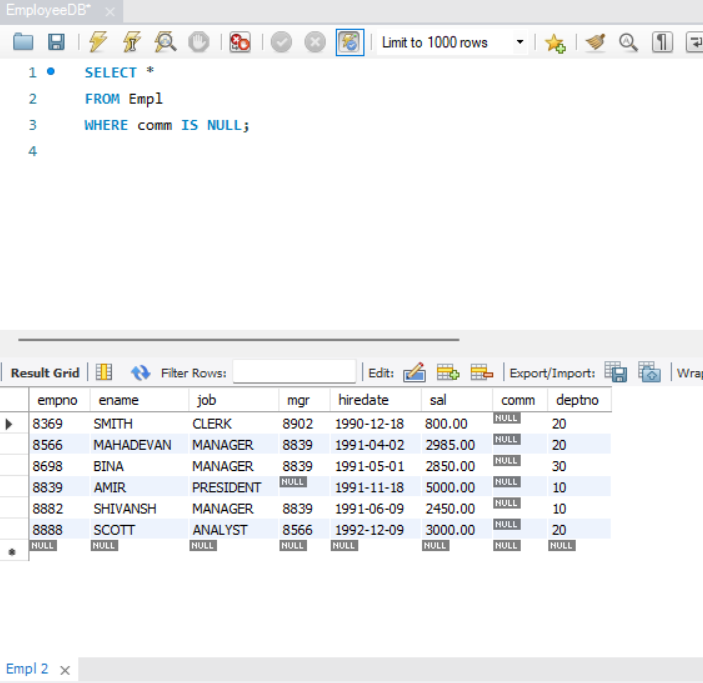 EmployeeDB* ×
Limit to 1000 rows
1 SELECT *
2 FROM Empl
3 WHERE comm IS NULL;
4
Result Grid Filter Rows: Edit: Export/Import: Wrap
empno ename job mgr hiredate sal comm deptno
8369 SMITH CLERK 8902 1990-12-18 800.00 NULL 20
8566 MAHADEVAN MANAGER 8839 1991-04-02 2985.00 NULL 20
8698 BINA MANAGER 8839 1991-05-01 2850.00 NULL 30
8839 AMIR PRESIDENT NULL 1991-11-18 5000.00 NULL 10
8882 SHIVANSH MANAGER 8839 1991-06-09 2450.00 NULL 10
8888 SCOTT ANALYST 8566 1992-12-09 3000.00 NULL 20
NULL NULL NULL NULL NULL NULL NULL NULL
Empl 2 ×